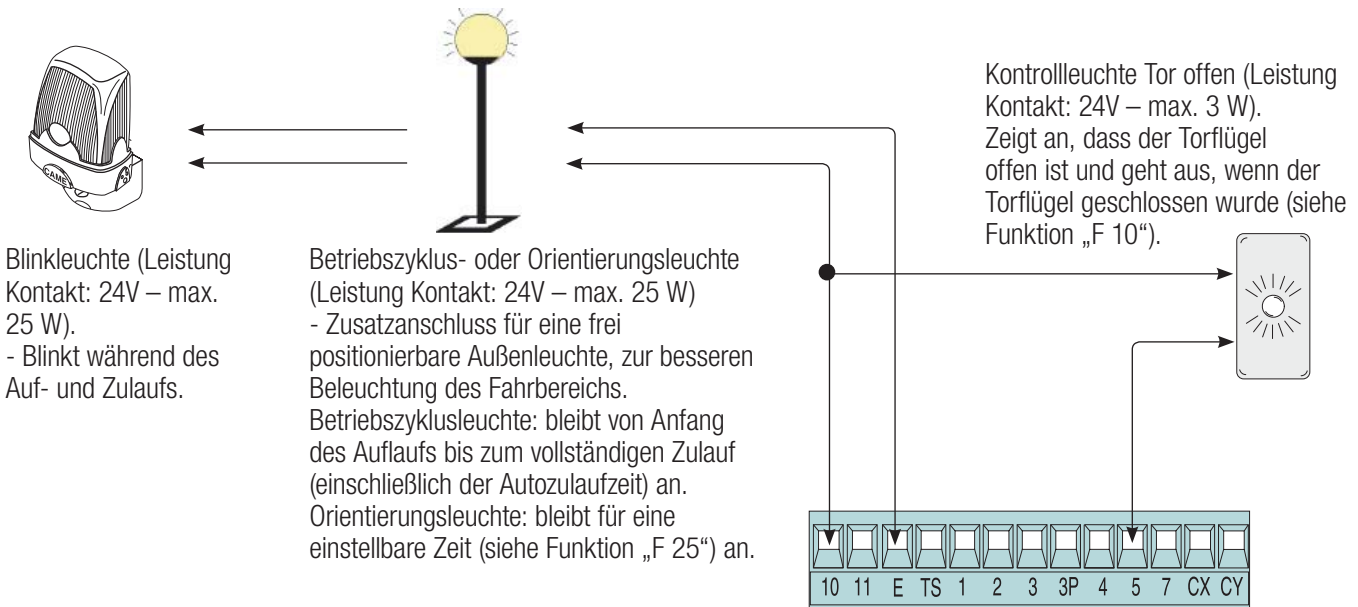 Kontrollleuchte Tor offen (Leistung
Kontakt: 24V – max. 3 W).
Zeigt an, dass der Torflügel
offen ist und geht aus, wenn der
Torflügel geschlossen wurde (siehe
Funktion „F 10“).
CAME
Blinkleuchte (Leistung
Kontakt: 24V – max.
25 W).
- Blinkt während des
Auf- und Zulaufs.
Betriebszyklus- oder Orientierungsleuchte
(Leistung Kontakt: 24V – max. 25 W)
- Zusatzanschluss für eine frei
positionierbare Außenleuchte, zur besseren
Beleuchtung des Fahrbereichs.
Betriebszyklusleuchte: bleibt von Anfang
des Auflaufs bis zum vollständigen Zulauf
(einschließlich der Autozulaufzeit) an.
Orientierungsleuchte: bleibt für eine
einstellbare Zeit (siehe Funktion „F 25“) an.
10 11 E TS 1 2 3 3P 4 5 7 CX CY